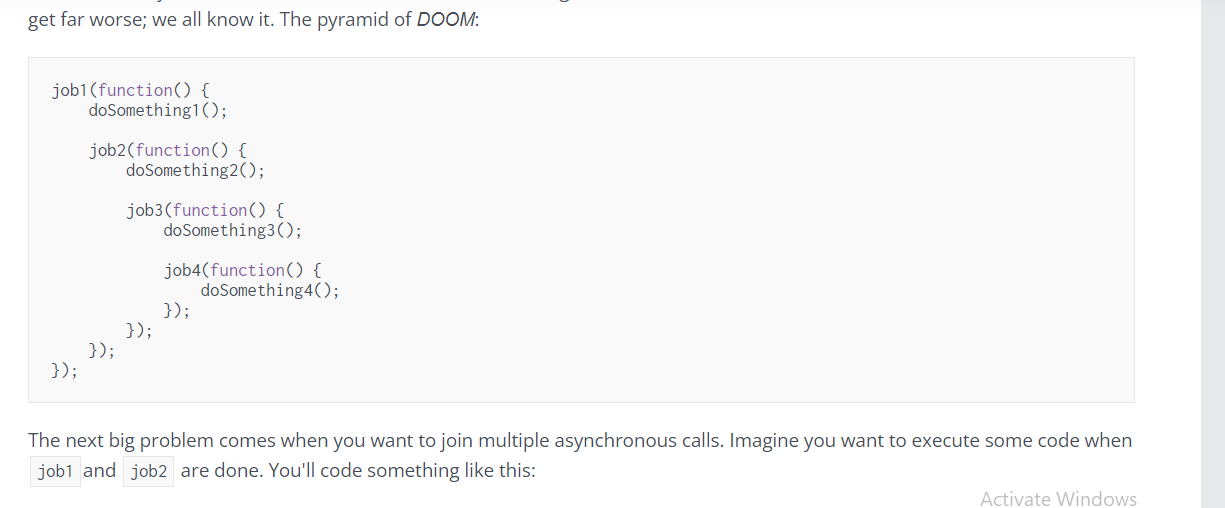 get far worse; we all know it. The pyramid of DOOM:
job1(function() {
    doSomething1();
    job2(function() {
        doSomething2();
        job3(function() {
            doSomething3();
            job4(function() {
                doSomething4();
            });
        });
    });
});
The next big problem comes when you want to join multiple asynchronous calls. Imagine you want to execute some code when
job1 and job2 are done. You'll code something like this:
Activate Windows